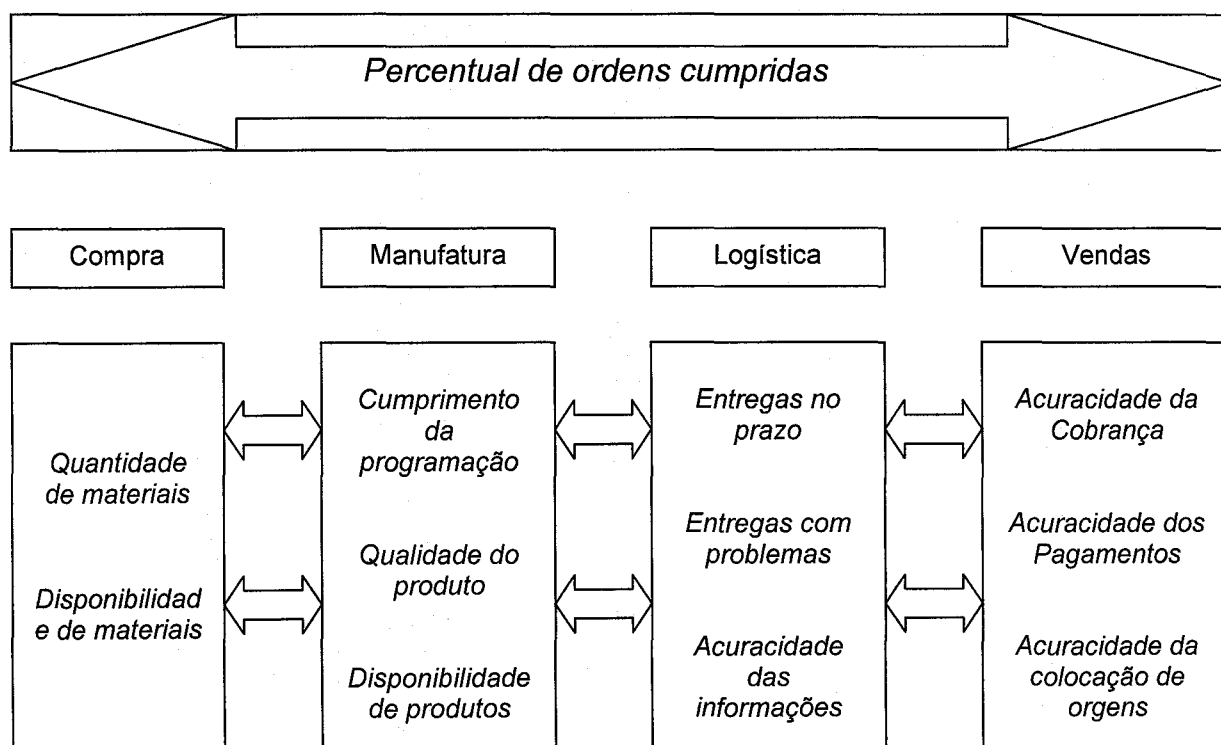 Percentual de ordens cumpridas
Compra
Manufatura
Logística
Vendas
Quantidade
de materiais
Disponibilidad
e de materiais
Cumprimento
da
programação
Qualidade do
produto
Disponibilidade
de produtos
Entregas no
prazo
Entregas com
problemas
Acuracidade
das
informações
Acuracidade da
Cobrança
Acuracidade dos
Pagamentos
Acuracidade da
colocação de
orgens